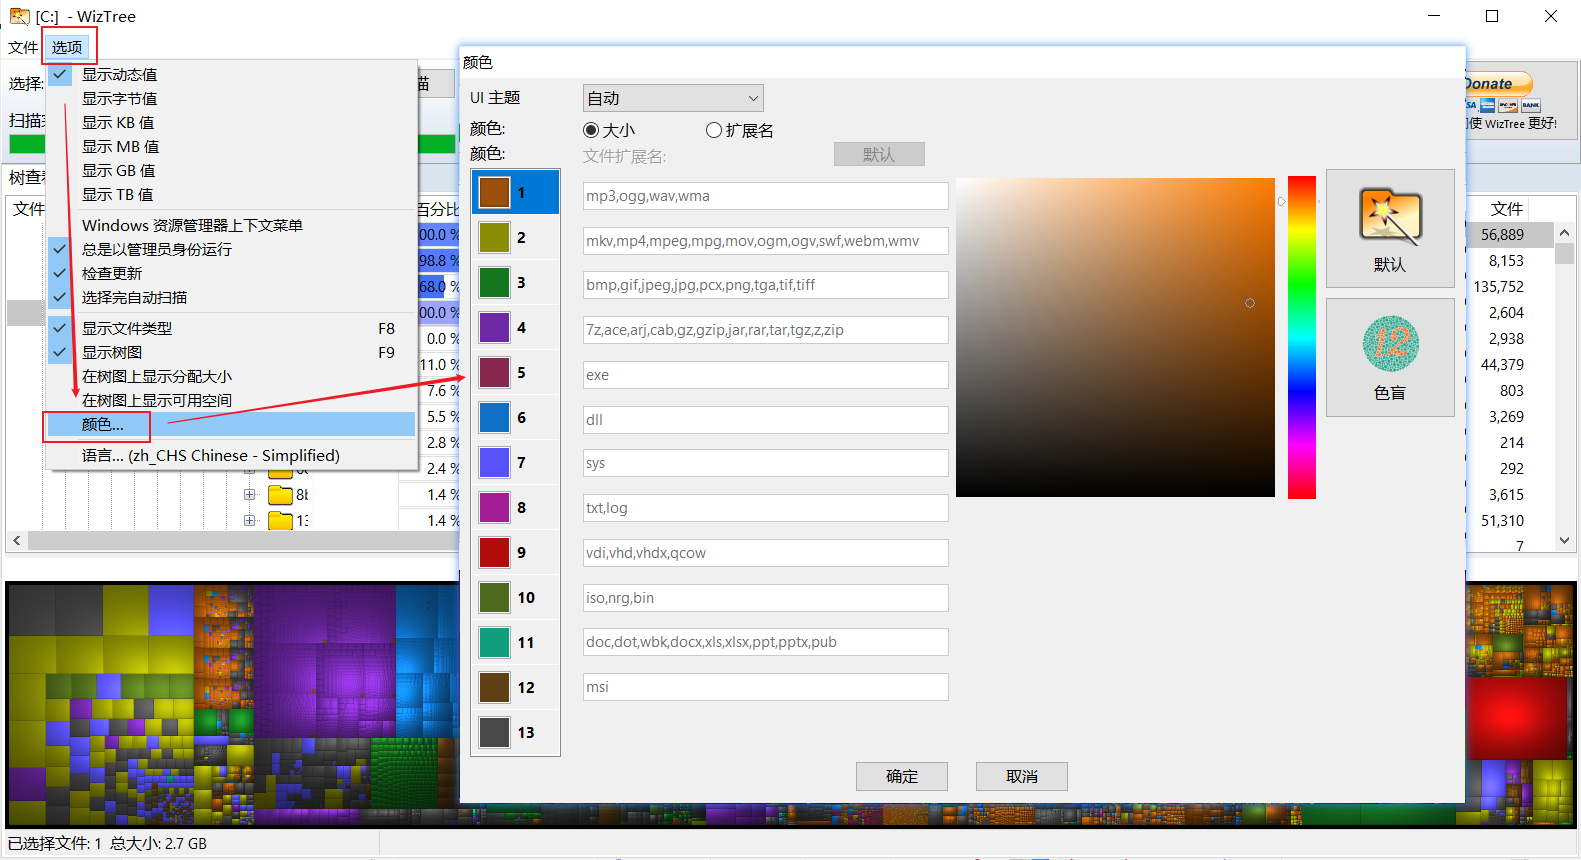 [C:] - WizTree
文件 选项
选择:
扫描
树查看
文件
显示动态值
显示字节值
显示 KB 值
显示 MB 值
显示 GB 值
显示 TB 值
Windows 资源管理器上下文菜单
总是以管理员身份运行
检查更新
选择完自动扫描
显示文件类型 F8
显示树图 F9
在树图上显示分配大小
在树图上显示可用空间
颜色...
语言... (zh_CHS Chinese - Simplified)
描
百分比
00.0 %
98.8 %
68.0 %
00.0 %
0.0 %
11.0 %
7.6 %
5.5 %
2.8 %
2.4 %
1.4 %
1.4 %
颜色
UI 主题 自动
颜色: 大小 扩展名
颜色: 文件扩展名: 默认
1 mp3,ogg,wav,wma
2 mkv,mp4,mpeg,mpg,mov,ogm,ogv,swf,webm,wmv
3 bmp,gif,jpeg,jpg,pcx,png,tga,tif,tiff
4 7z,ace,arj,cab,gz,gzip,jar,rar,tar,tgz,z,zip
5 exe
6 dll
7 sys
8 txt,log
9 vdi,vhd,vhdx,qcow
10 iso,nrg,bin
11 doc,dot,wbk,docx,xls,xlsx,ppt,pptx,pub
12 msi
13
默认
12
色盲
确定 取消
Donate
BANK
使 WizTree 更好!
文件
56,889
8,153
135,752
2,604
2,938
44,379
803
3,269
214
292
3,615
51,310
7
已选择文件: 1 总大小: 2.7 GB